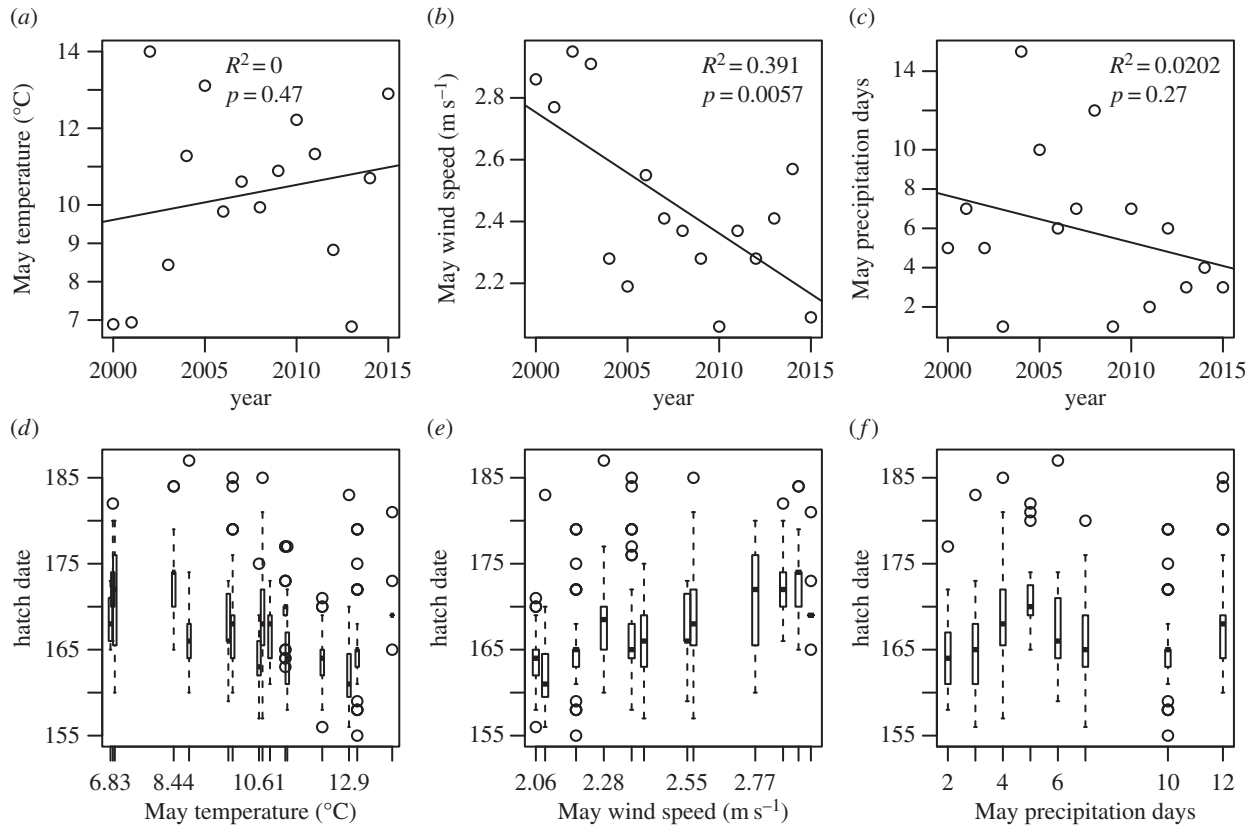 (a)
R² = 0
p = 0.47
May temperature (°C)
14
13
12
11
10
9
8
7
2000 2005 2010 2015
year
(b)
R² = 0.391
p = 0.0057
May wind speed (m s⁻¹)
2.8
2.6
2.4
2.2
2000 2005 2010 2015
year
(c)
R² = 0.0202
p = 0.27
May precipitation days
14
12
10
8
6
4
2
2000 2005 2010 2015
year
(d)
hatch date
185
175
165
155
6.83 8.44 10.61 12.9
May temperature (°C)
(e)
hatch date
185
175
165
155
2.06 2.28 2.55 2.77
May wind speed (m s⁻¹)
(f)
hatch date
185
175
165
155
2 4 6 10 12
May precipitation days